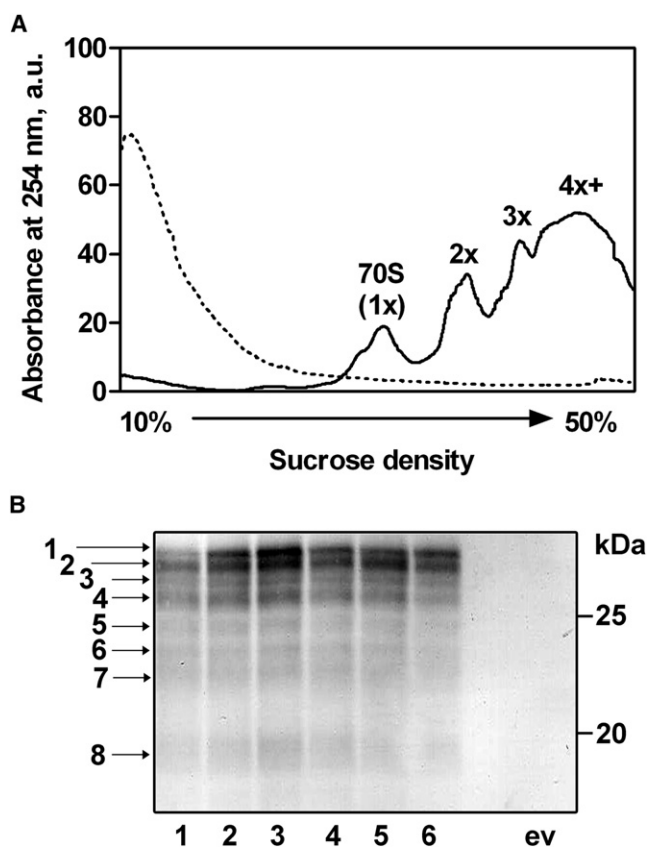 A
100
80
60
40
20
0
Absorbance at 254 nm, a.u.
70S
(1x)
2x
3x
4x+
10% 50%
Sucrose density
B
1
2
3
4
5
6
7
8
kDa
25
20
1 2 3 4 5 6 ev